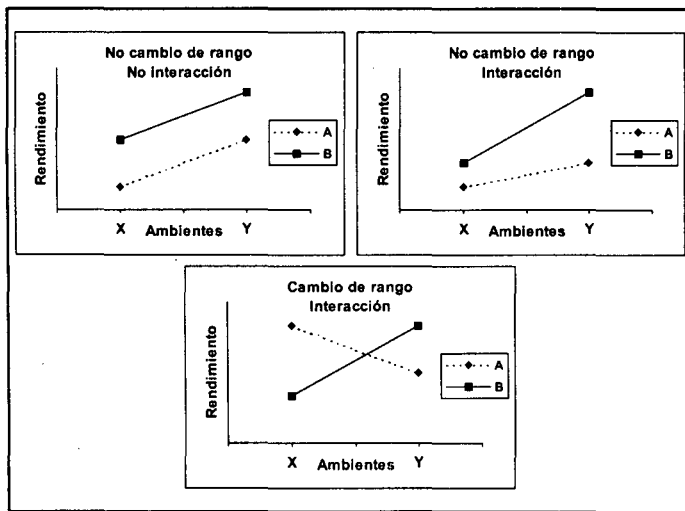 No cambio de rango
No interacción
Rendimiento
A
B
X Ambientes Y
No cambio de rango
Interacción
Rendimiento
A
B
X Ambientes Y
Cambio de rango
Interacción
Rendimiento
A
B
X Ambientes Y